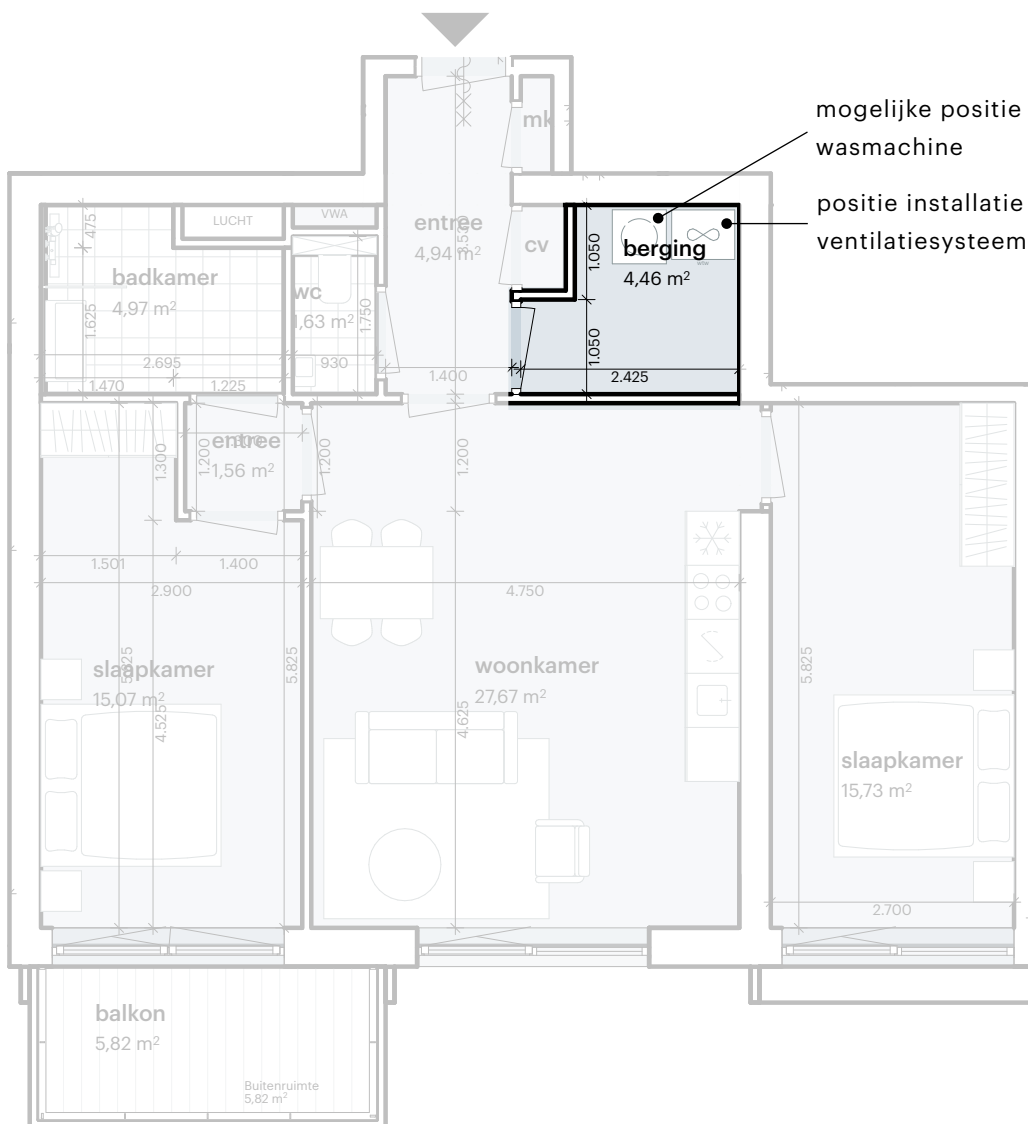 mogelijke positie
wasmachine
positie installatie
ventilatiesysteem
mk
LUCHT
VWA
475
entree
4,94 m²
cv
1.050
berging
4,46 m²
badkamer
4,97 m²
wc
1,63 m²
1.625
1.750
1.050
2.695
930
1.400
2.425
1.470
1.225
entree
1,56 m²
1.300
1.200
1.200
1.200
1.501
1.400
2.900
4.750
slaapkamer
15,07 m²
5.825
5.825
4.525
woonkamer
27,67 m²
4.625
5.825
slaapkamer
15,73 m²
2.700
balkon
5,82 m²
Buitenruimte
5,82 m²